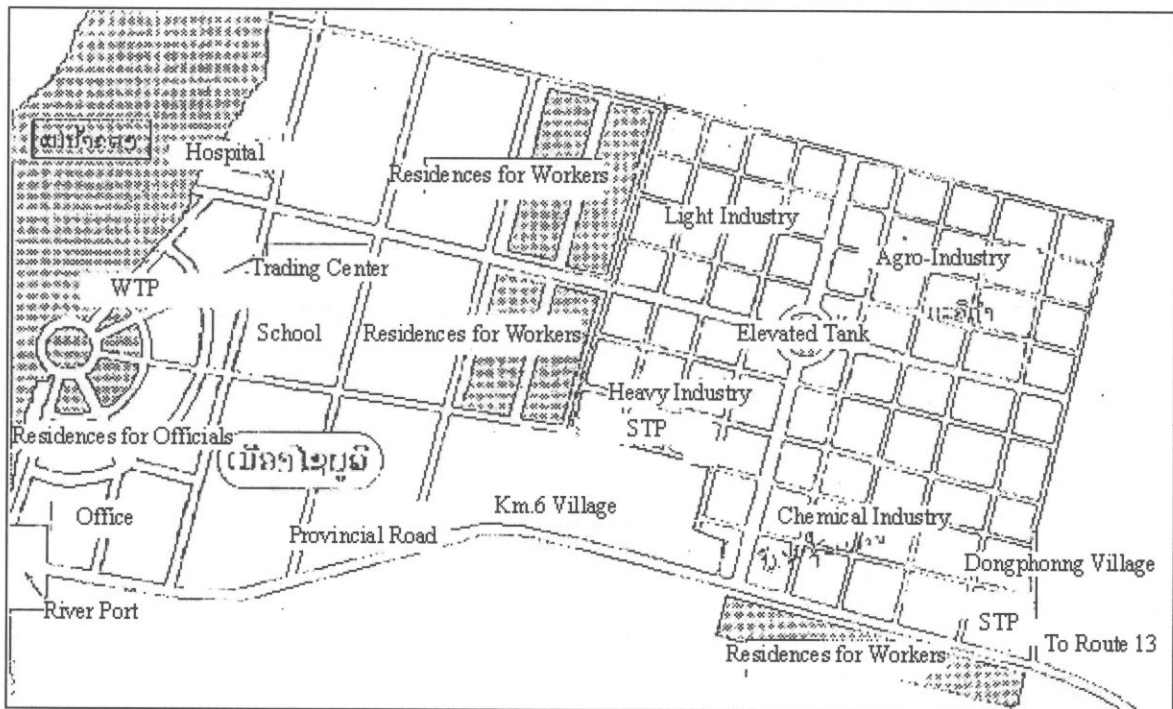 Hospital
Residences for Workers
Light Industry
Trading Center
Agro-Industry
WTP
School
Residences for Workers
Elevated Tank
Heavy Industry
STP
Residences for Officials
Km.6 Village
Office
Provincial Road
Chemical Industry
Dongphonng Village
River Port
STP
To Route 13
Residences for Workers